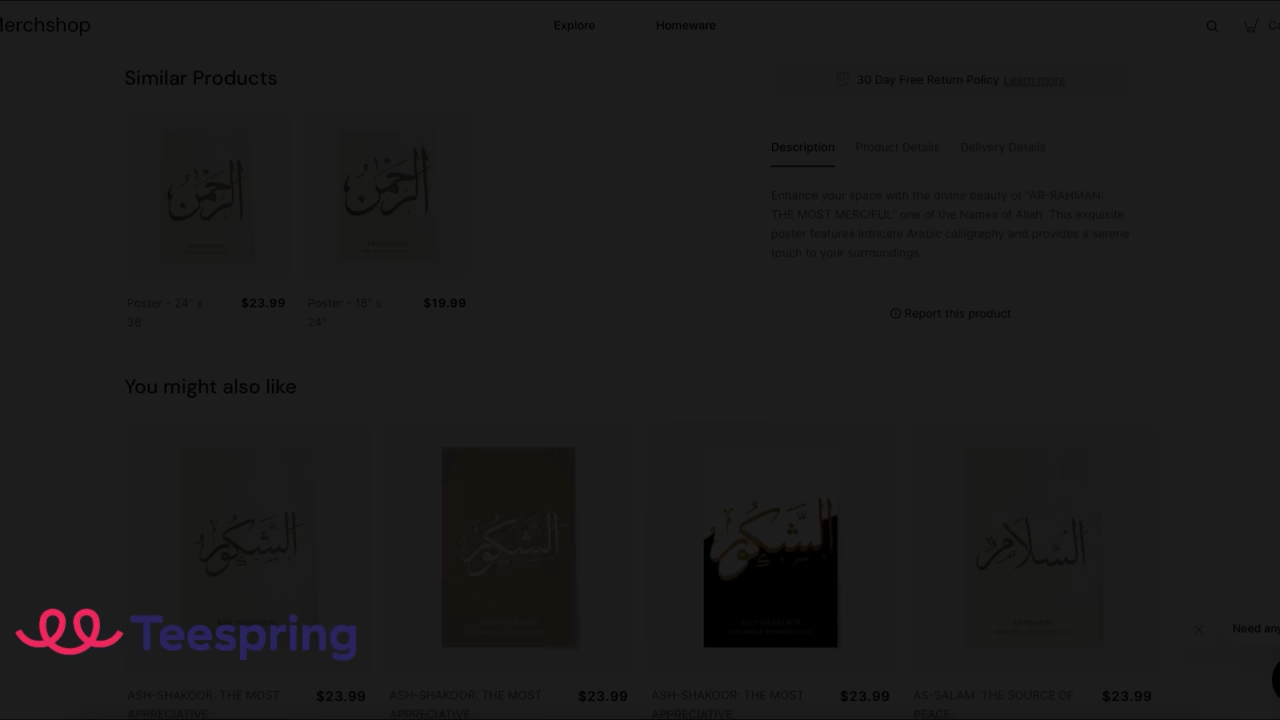 Merchshop
Explore
Homeware
Similar Products
30 Day Free Return Policy Learn more
Description
Product Details
Delivery Details
Enhance your space with the divine beauty of 'AR-RAHMAN:
THE MOST MERCIFUL' one of the Names of Allah. This exquisite
poster features intricate Arabic caligraphy and provides a serene
touch to your surroundings.
Report this product
الرحمن
الرحمن
Poster - 24" x
36"
$23.99
Poster - 18" x
24"
$19.99
You might also like
الشكور
الشكور
الشكور
السلام
Teespring
Need
ASH-SHAKOOR: THE MOST
APPRECIATIVE
$23.99
ASH-SHAKOOR: THE MOST
APPRECIATIVE
$23.99
ASH-SHAKOOR: THE MOST
APPRECIATIVE
$23.99
AS-SALAM: THE SOURCE OF
PEACE
$23.99